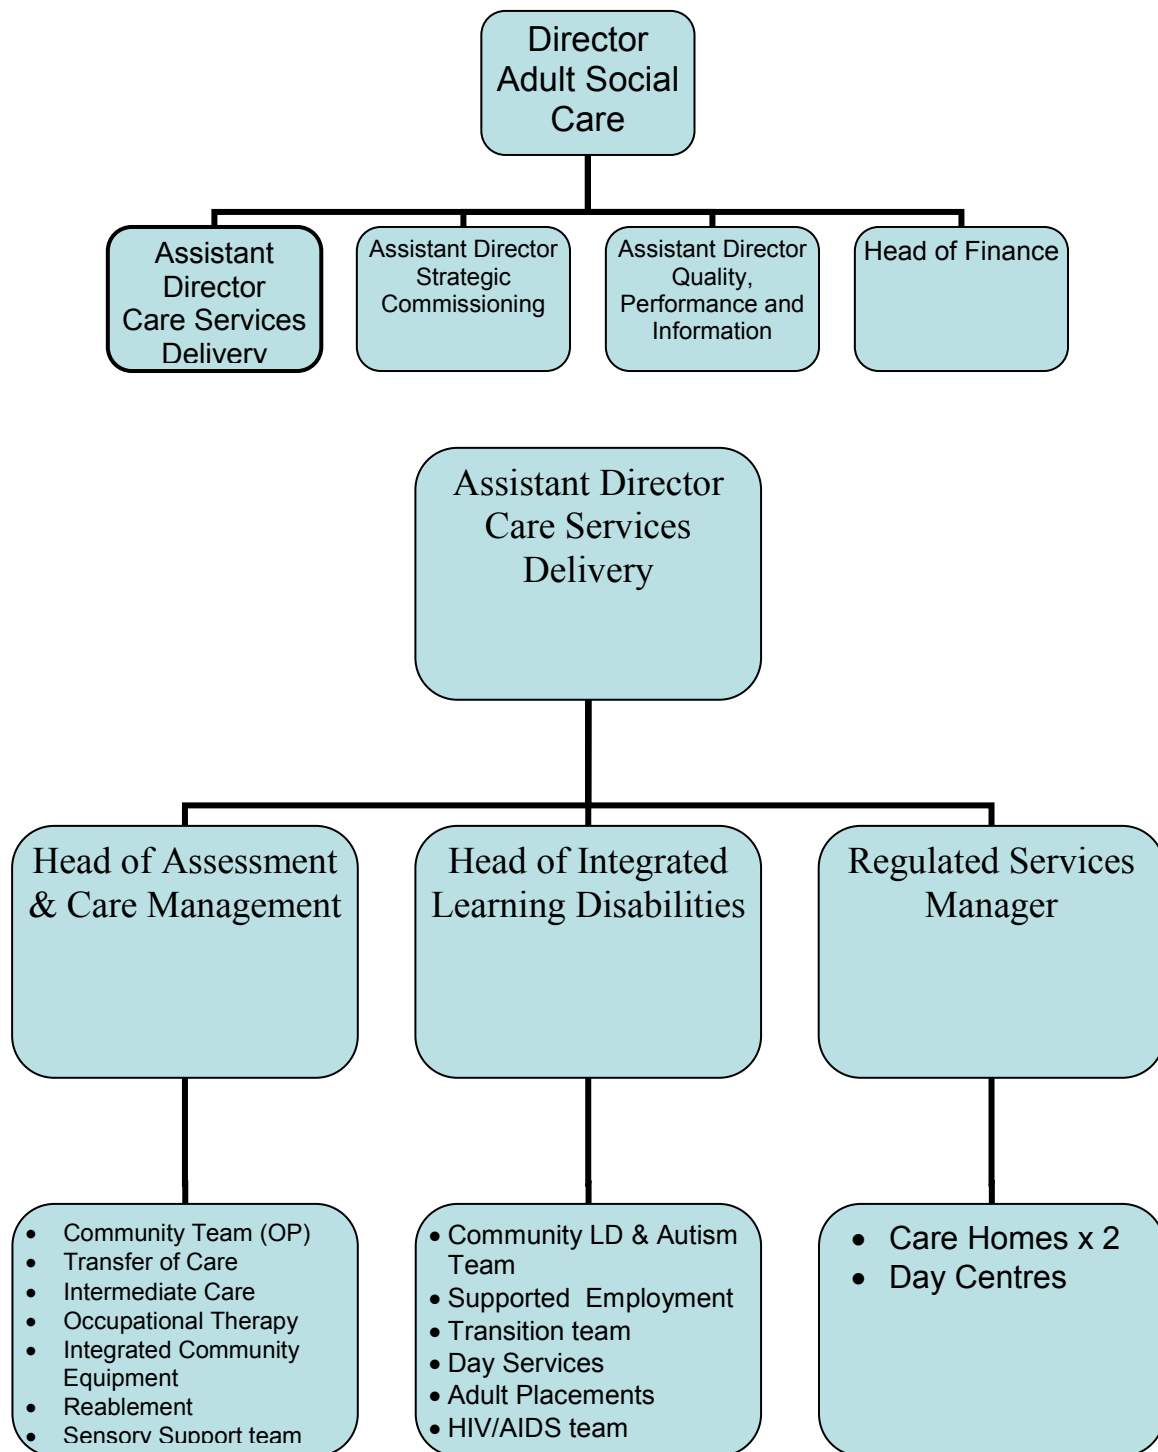 Director
Adult Social
Care
Assistant
Director
Care Services
Delivery
Assistant Director
Strategic
Commissioning
Assistant Director
Quality,
Performance and
Information
Head of Finance
Assistant Director
Care Services
Delivery
Head of Assessment
& Care Management
Head of Integrated
Learning Disabilities
Regulated Services
Manager
• Community Team (OP)
• Transfer of Care
• Intermediate Care
• Occupational Therapy
• Integrated Community
Equipment
• Reablement
• Sensory Support team
• Community LD & Autism
Team
• Supported Employment
• Transition team
• Day Services
• Adult Placements
• HIV/AIDS team
• Care Homes x 2
• Day Centres